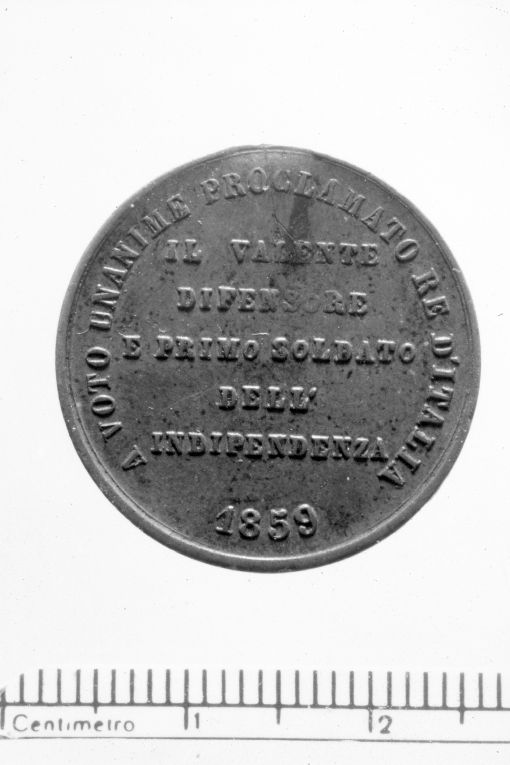 A VOTO UNANIME PROCLAMATO RE D'ITALIA
IL VALENTE
DIFENSORE
E PRIMO SOLDATO
DELL'
INDIPENDENZA
1859
Centimetro 1 2